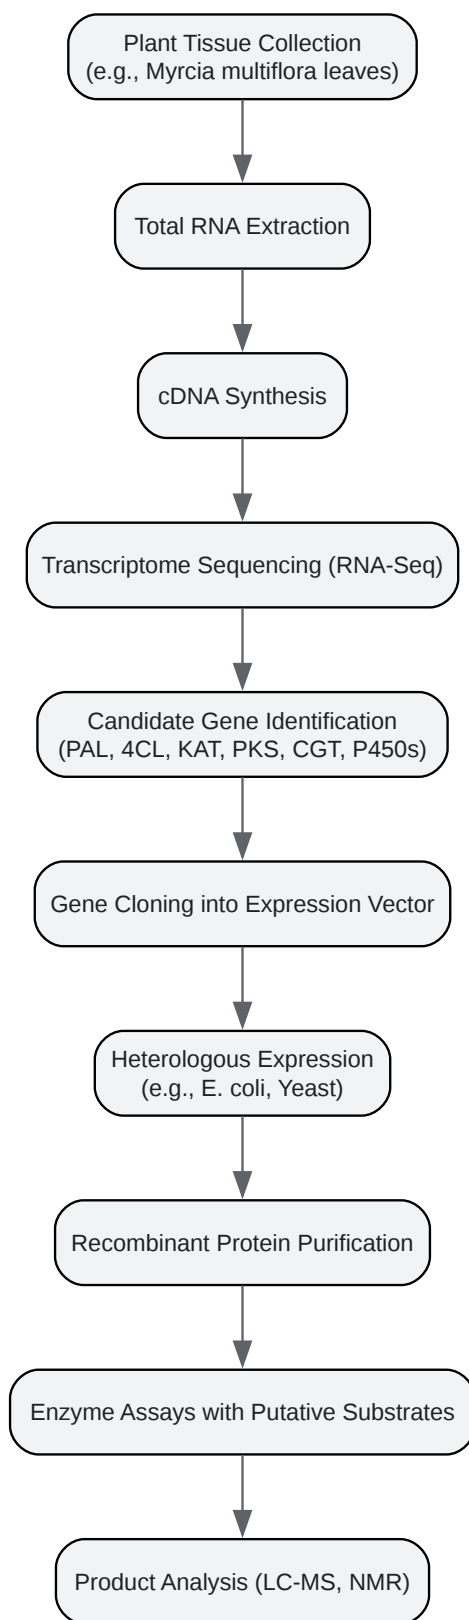 Plant Tissue Collection
(e.g., Myrcia multiflora leaves)
Total RNA Extraction
cDNA Synthesis
Transcriptome Sequencing (RNA-Seq)
Candidate Gene Identification
(PAL, 4CL, KAT, PKS, CGT, P450s)
Gene Cloning into Expression Vector
Heterologous Expression
(e.g., E. coli, Yeast)
Recombinant Protein Purification
Enzyme Assays with Putative Substrates
Product Analysis (LC-MS, NMR)